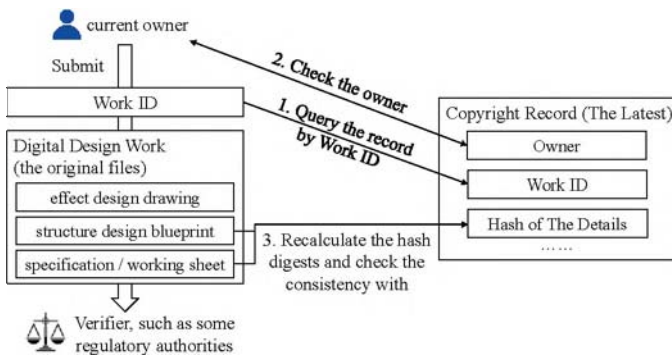 current owner
Submit
Work ID
Digital Design Work
(the original files)
effect design drawing
structure design blueprint
specification / working sheet
Verifier, such as some
regulatory authorities
2. Check the owner
1. Query the record
by Work ID
3. Recalculate the hash
digests and check the
consistency with
Copyright Record (The Latest)
Owner
Work ID
Hash of The Details
……